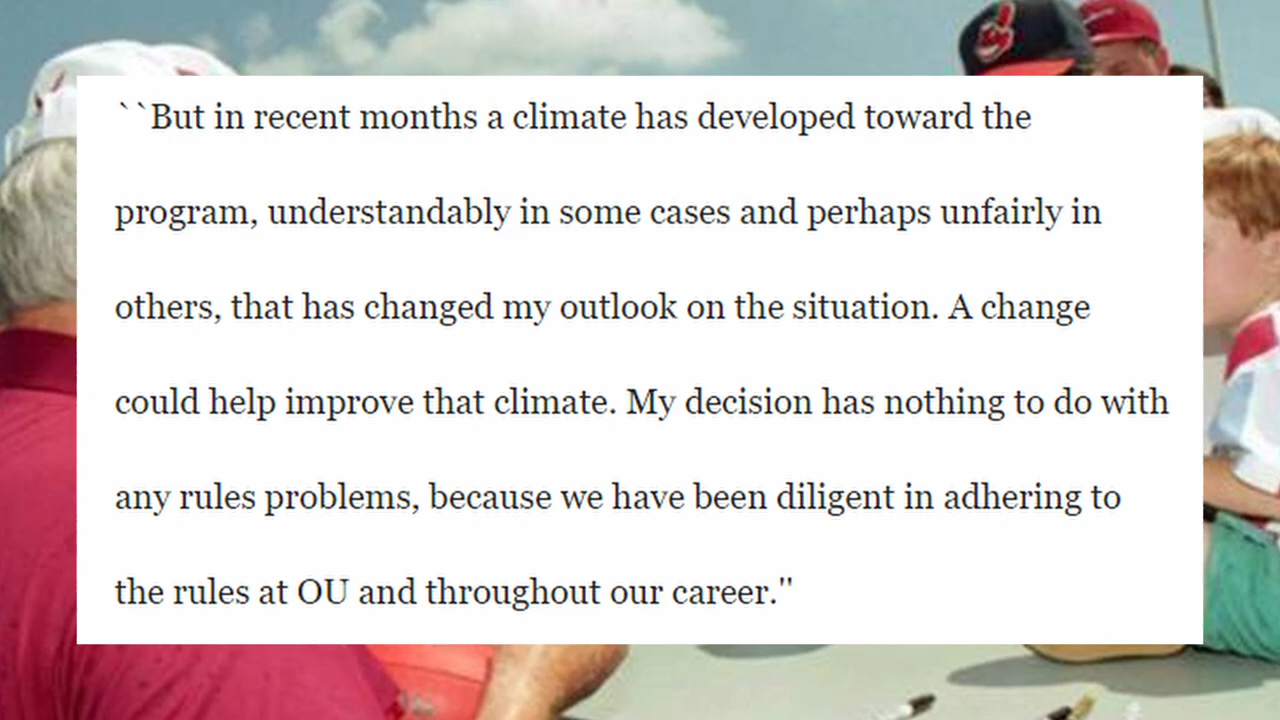 ``But in recent months a climate has developed toward the
program, understandably in some cases and perhaps unfairly in
others, that has changed my outlook on the situation. A change
could help improve that climate. My decision has nothing to do with
any rules problems, because we have been diligent in adhering to
the rules at OU and throughout our career.''